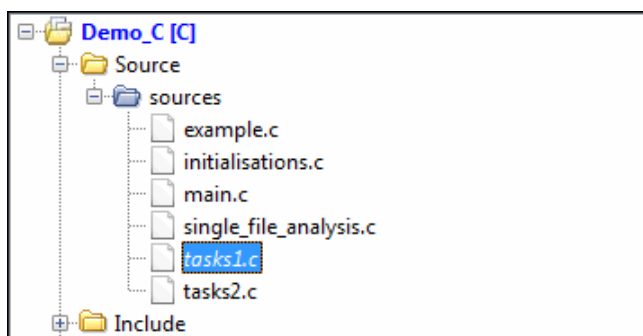 Demo_C [C]
Source
sources
example.c
initialisations.c
main.c
single_file_analysis.c
tasks1.c
tasks2.c
Include